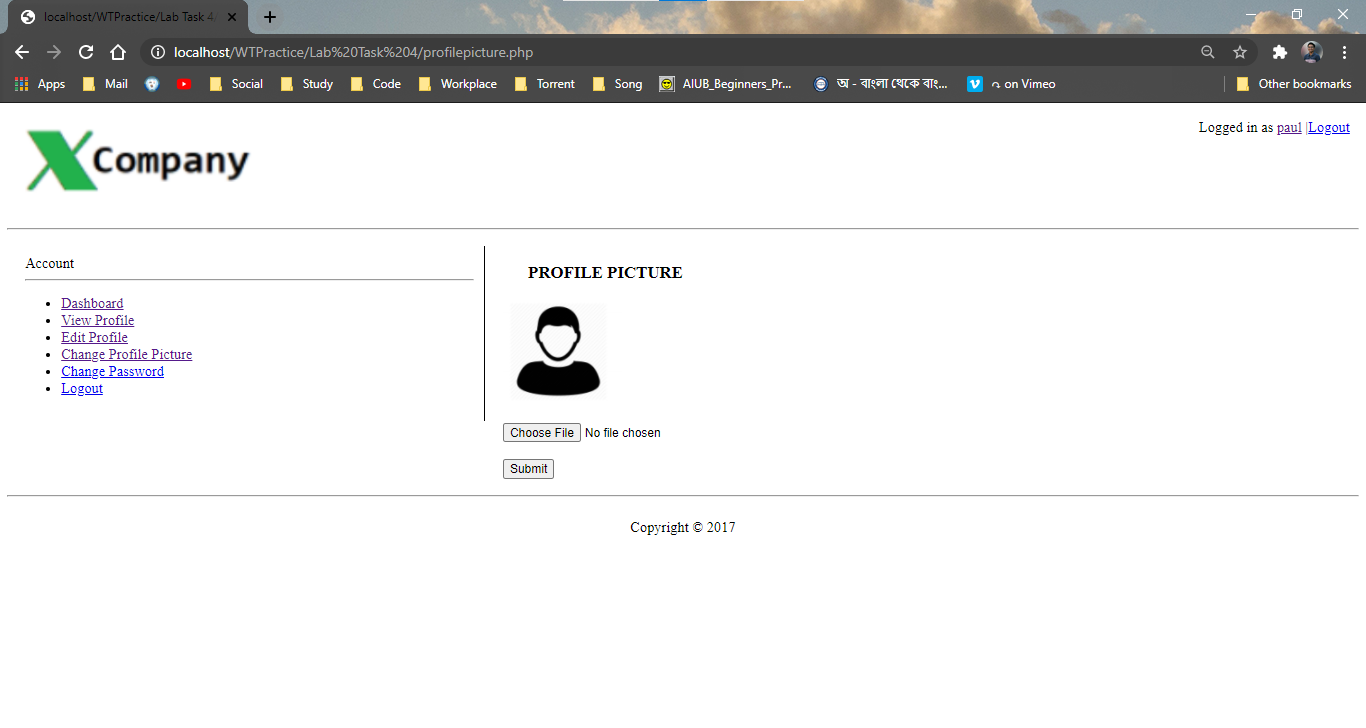 localhost/WTPractice/Lab Task 4
localhost/WTPractice/Lab%20Task%204/profilepicture.php
Apps Mail Social Study Code Workplace Torrent Song AIUB_Beginners_Pr... অ - বাংলা থেকে বাং... on Vimeo Other bookmarks
Logged in as paul |Logout
X Company
Account
Dashboard
View Profile
Edit Profile
Change Profile Picture
Change Password
Logout
PROFILE PICTURE
Choose File No file chosen
Submit
Copyright © 2017